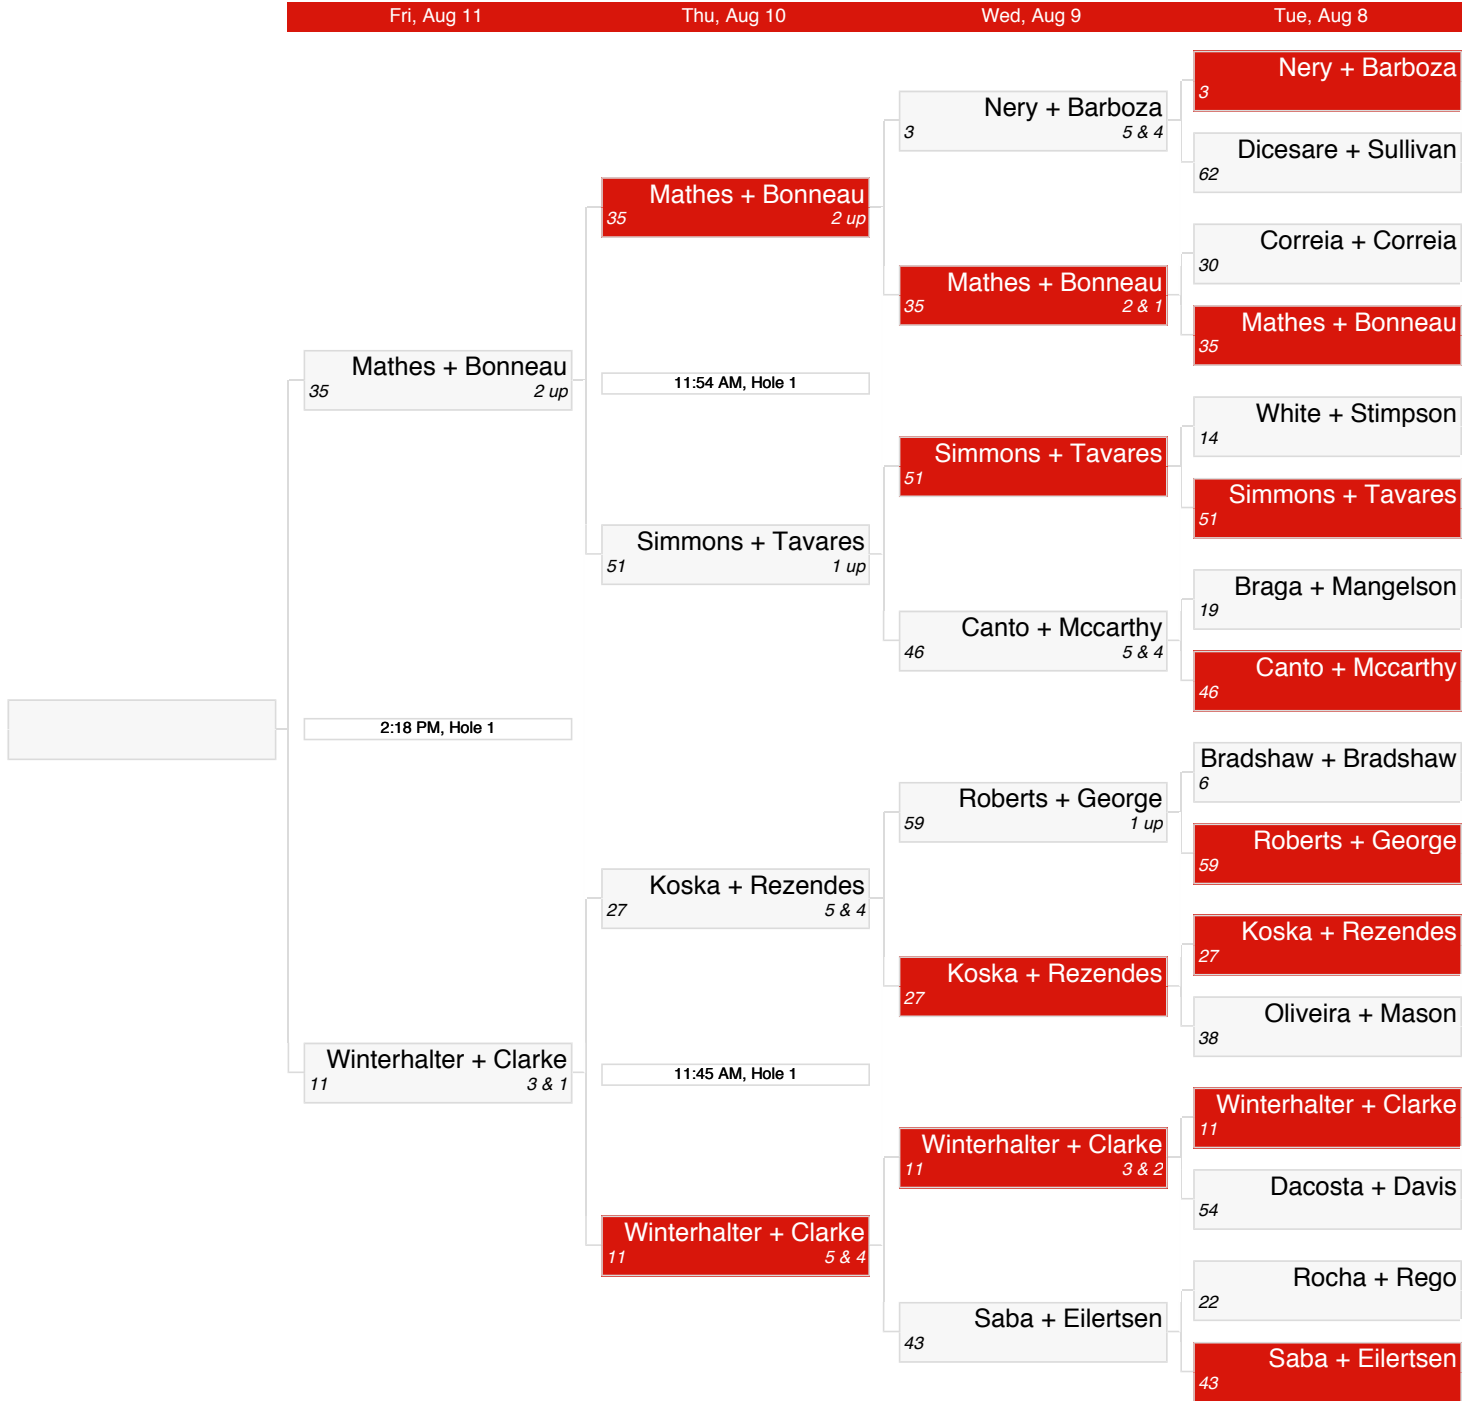 Fri, Aug 11
Thu, Aug 10
Wed, Aug 9
Tue, Aug 8
Mathes + Bonneau
35 2 up
2:18 PM, Hole 1
Winterhalter + Clarke
11 3 & 1
Mathes + Bonneau
35 2 up
11:54 AM, Hole 1
Simmons + Tavares
51 1 up
Koska + Rezendes
27 5 & 4
11:45 AM, Hole 1
Winterhalter + Clarke
11 5 & 4
Nery + Barboza
3 5 & 4
Mathes + Bonneau
35 2 & 1
Simmons + Tavares
51
Canto + Mccarthy
46 5 & 4
Roberts + George
59 1 up
Koska + Rezendes
27
Winterhalter + Clarke
11 3 & 2
Saba + Eilertsen
43
Nery + Barboza
3
Dicesare + Sullivan
62
Correia + Correia
30
Mathes + Bonneau
35
White + Stimpson
14
Simmons + Tavares
51
Braga + Mangelson
19
Canto + Mccarthy
46
Bradshaw + Bradshaw
6
Roberts + George
59
Koska + Rezendes
27
Oliveira + Mason
38
Winterhalter + Clarke
11
Dacosta + Davis
54
Rocha + Rego
22
Saba + Eilertsen
43